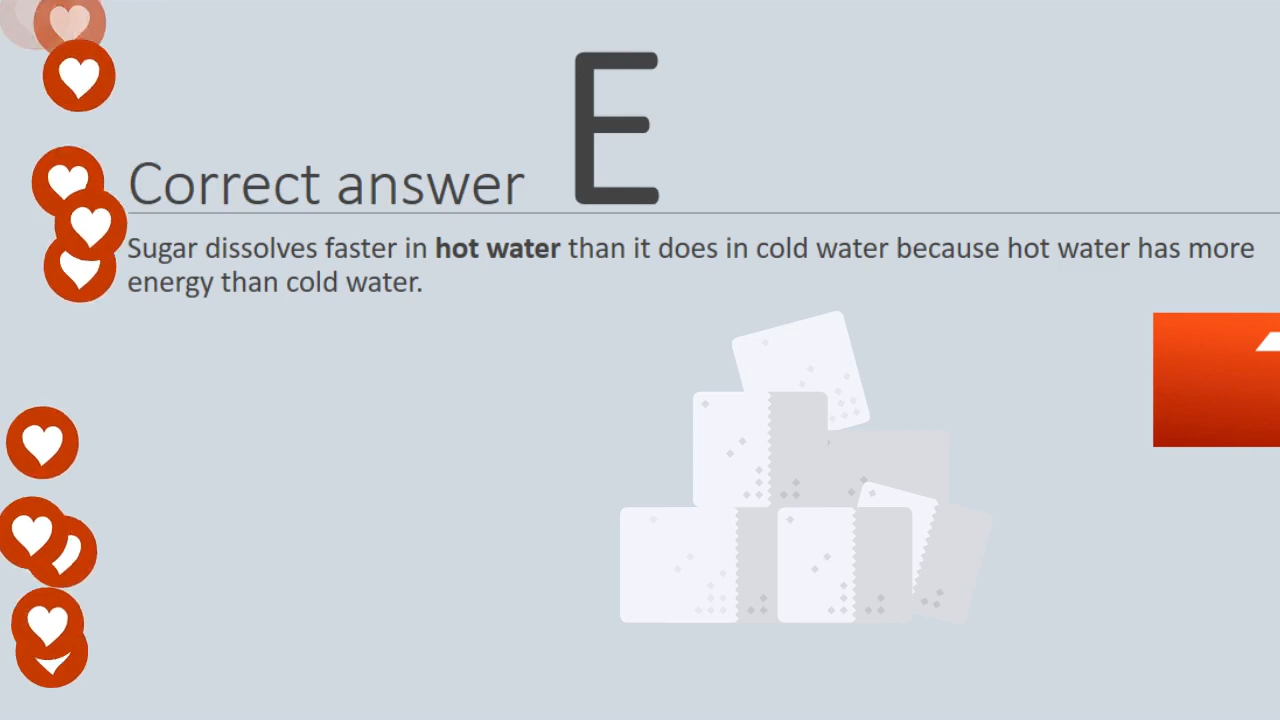 E
Correct answer
Sugar dissolves faster in hot water than it does in cold water because hot water has more
energy than cold water.